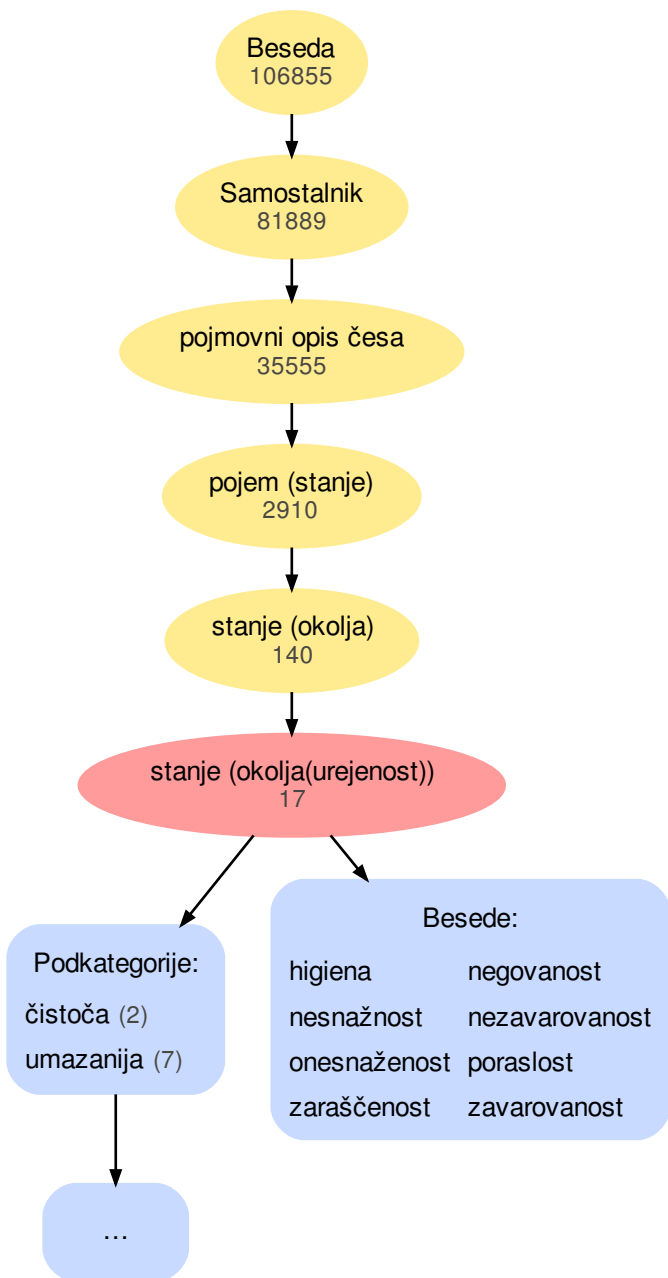 Beseda
106855
Samostalnik
81889
pojmovni opis česa
35555
pojem (stanje)
2910
stanje (okolja)
140
stanje (okolja(urejenost))
17
Podkategorije:
čistoča (2)
umazanija (7)
...
Besede:
higiena negovanost
nesnažnost nezavarovanost
onesnaženost poraslost
zaraščenost zavarovanost